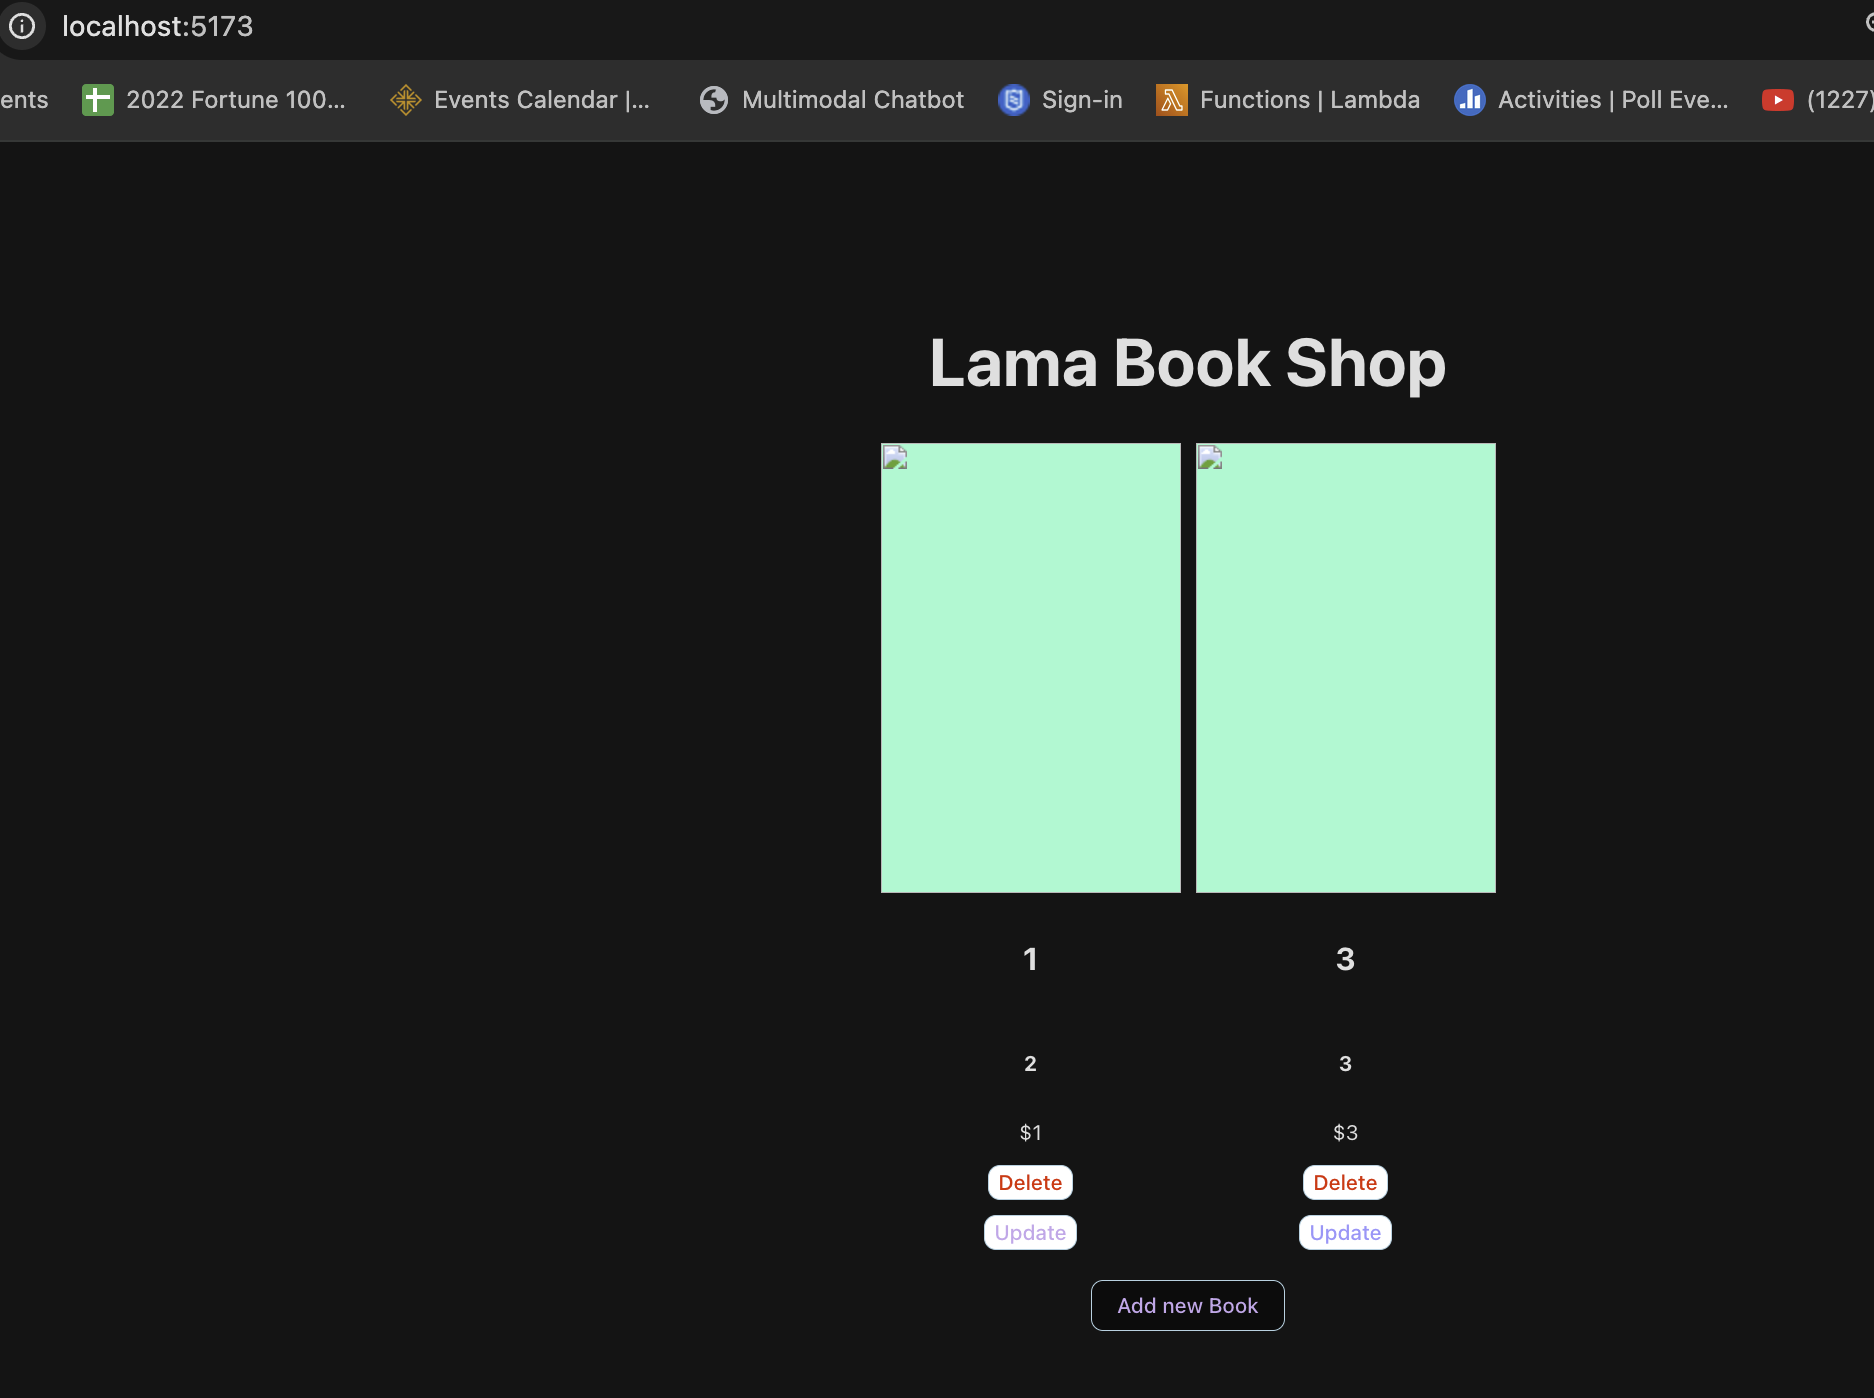 localhost:5173
ents 2022 Fortune 100... Events Calendar |... Multimodal Chatbot Sign-in Functions | Lambda Activities | Poll Eve... (1227)
Lama Book Shop
1 3
2 3
$1 $3
Delete Delete
Update Update
Add new Book